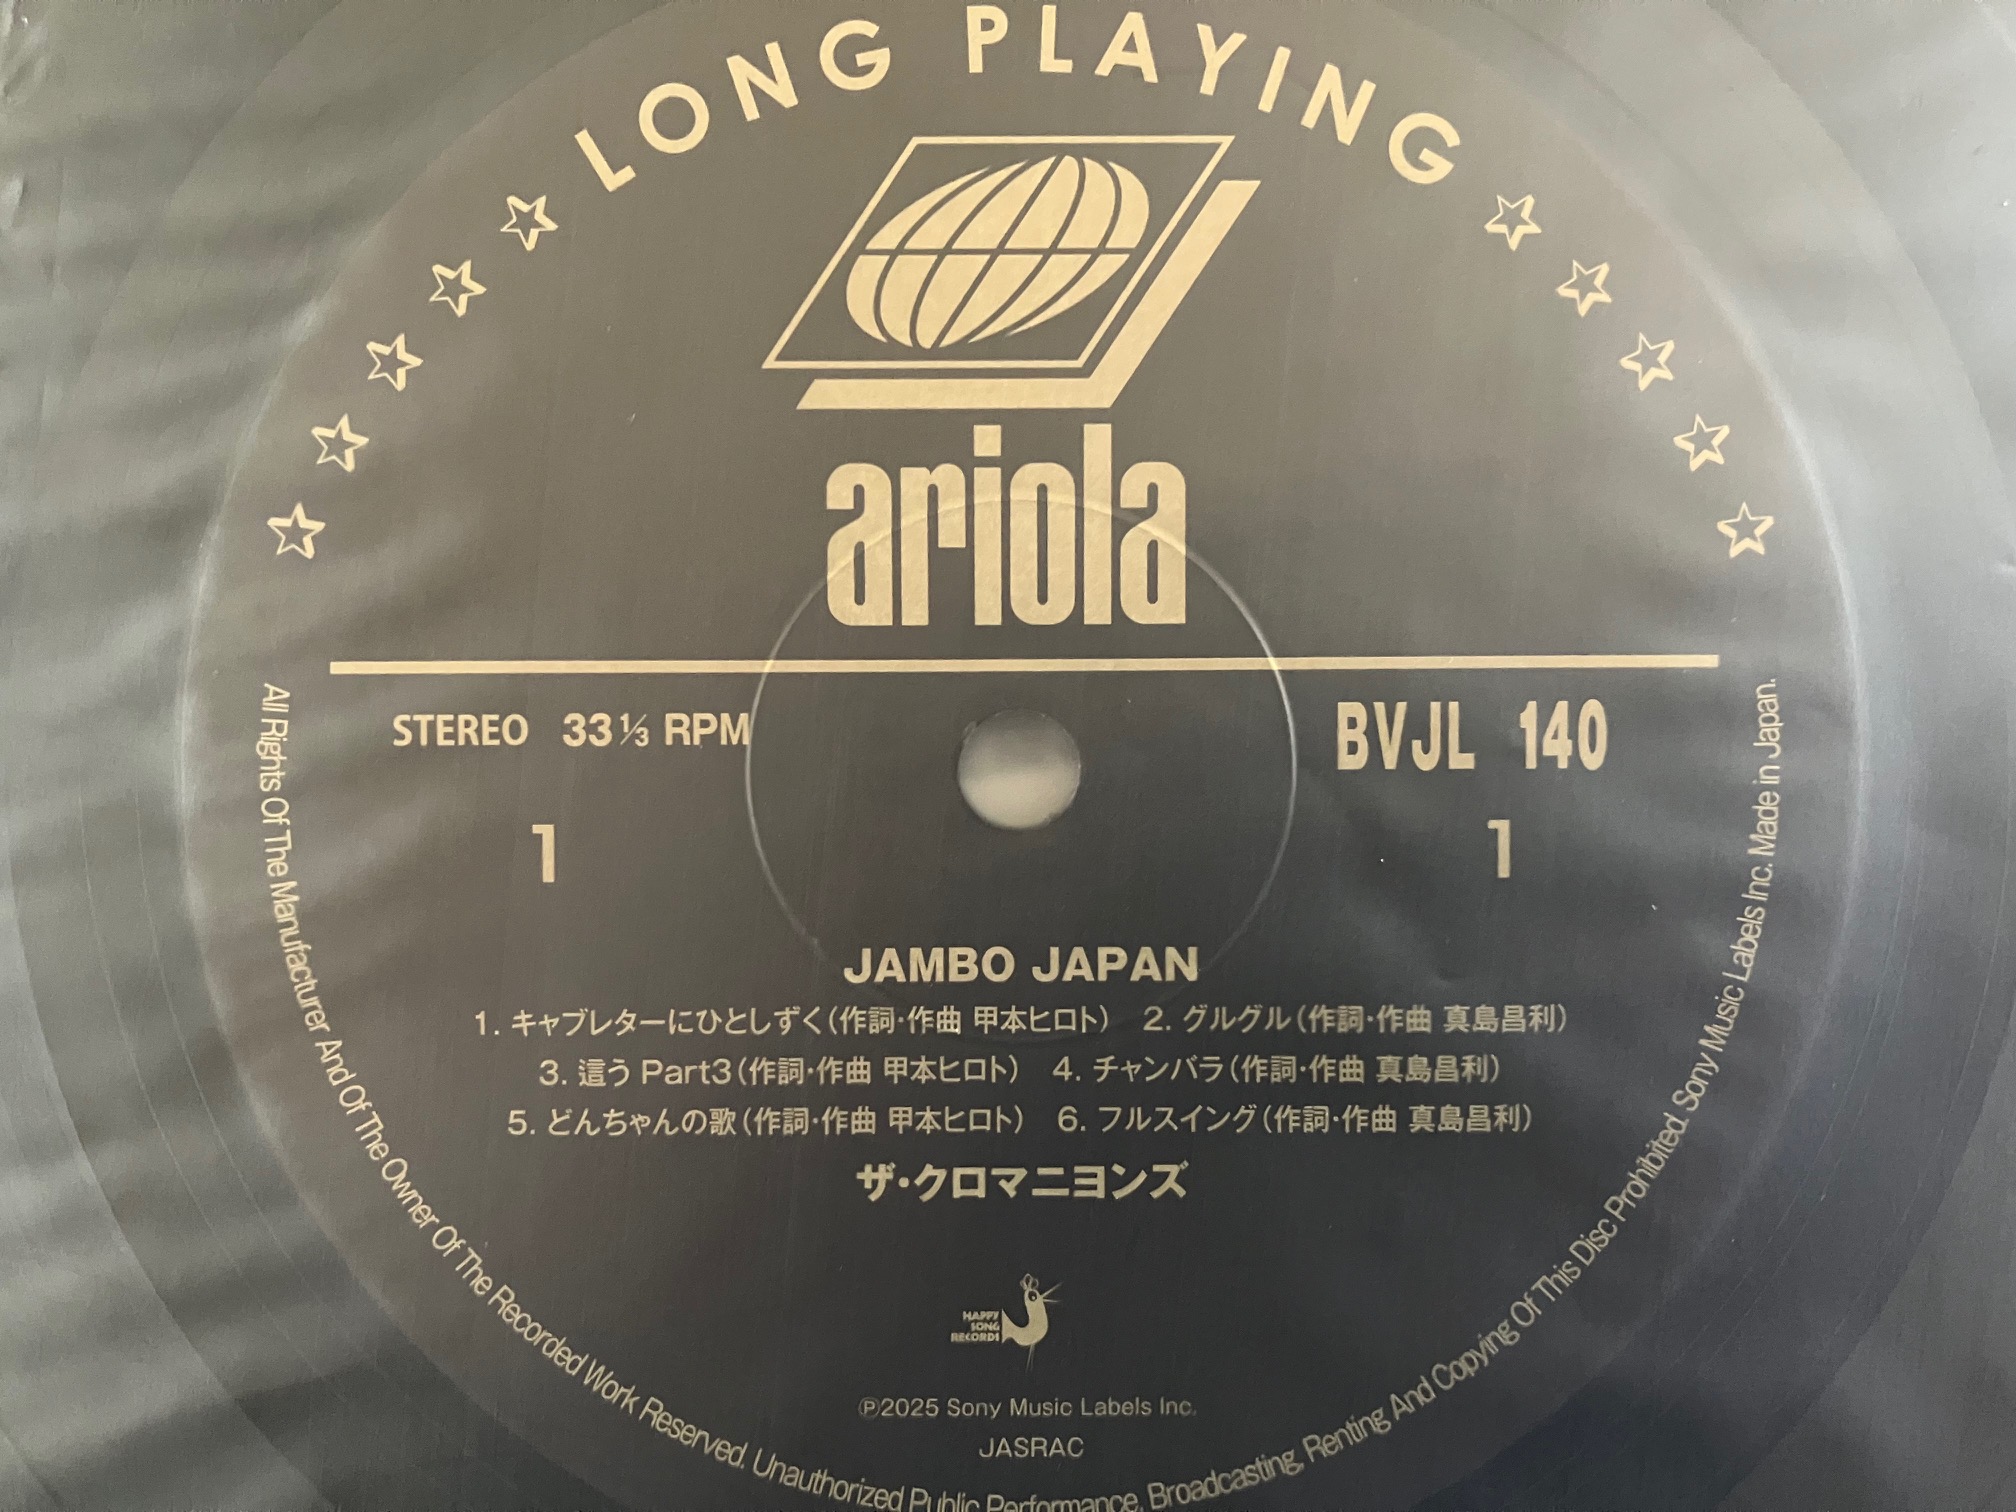 LONG PLAYING
ariola
STEREO 33⅓ RPM
BVJL 140
1
1
JAMBO JAPAN
1. キャブレターにひとしずく(作詞・作曲 甲本ヒロト) 2. グルグル(作詞・作曲 真島昌利)
3. 這う Part3(作詞・作曲 甲本ヒロト) 4. チャンバラ(作詞・作曲 真島昌利)
5. どんちゃんの歌(作詞・作曲 甲本ヒロト) 6. フルスイング(作詞・作曲 真島昌利)
ザ・クロマニヨンズ
HAPPY
SONG
RECORDS
℗2025 Sony Music Labels Inc.
JASRAC
All Rights Of The Manufacturer And Of The Owner Of The Recorded Work Reserved. Unauthorized Public Performance, Broadcasting, Renting And Copying Of This Disc Prohibited. Sony Music Labels Inc. Made in Japan.